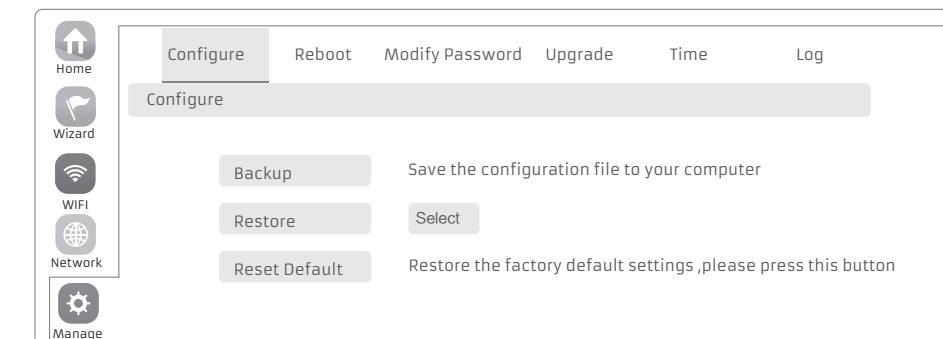 Home
Wizard
WIFI
Network
Manage
Configure Reboot Modify Password Upgrade Time Log
Configure
Backup Save the configuration file to your computer
Restore Select
Reset Default Restore the factory default settings ,please press this button